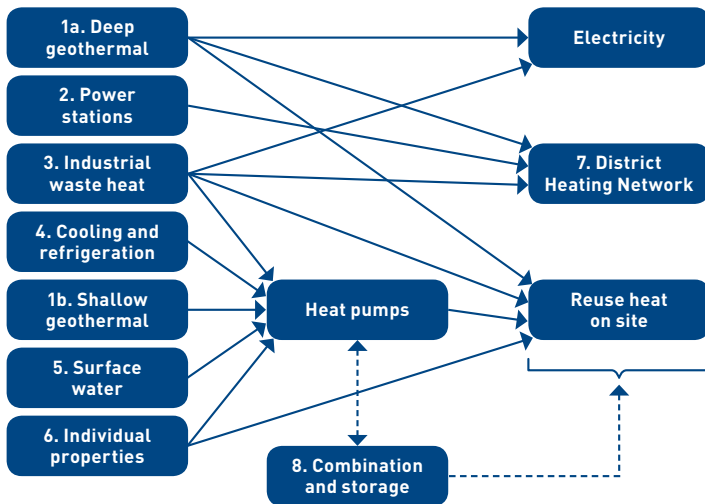 1a. Deep
geothermal
Electricity
2. Power
stations
3. Industrial
waste heat
7. District
Heating Network
4. Cooling and
refrigeration
1b. Shallow
geothermal
Heat pumps
Reuse heat
on site
5. Surface
water
6. Individual
properties
8. Combination
and storage